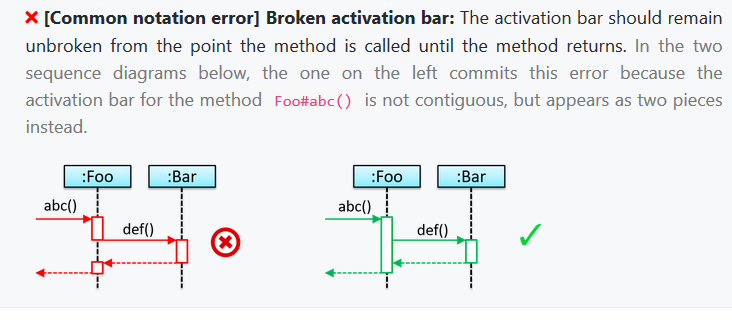 × [Common notation error] Broken activation bar: The activation bar should remain
unbroken from the point the method is called until the method returns. In the two
sequence diagrams below, the one on the left commits this error because the
activation bar for the method Foo#abc() is not contiguous, but appears as two pieces
instead.
:Foo :Bar :Foo :Bar
abc() abc()
def() def()